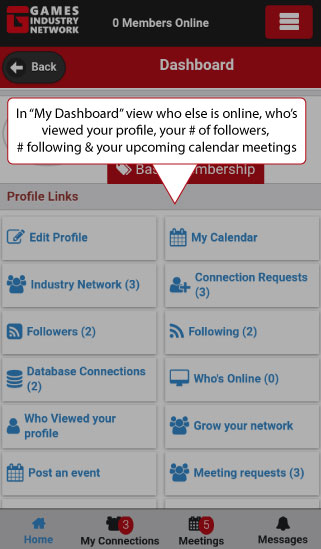 GAMES
INDUSTRY
NETWORK
0 Members Online
Back
Dashboard
In "My Dashboard" view who else is online, who's
viewed your profile, your # of followers,
# following & your upcoming calendar meetings
Profile Links
Edit Profile
My Calendar
Industry Network (3)
Connection Requests
(3)
Followers (2)
Following (2)
Database Connections
(2)
Who's Online (0)
Who Viewed your
profile
Grow your network
Post an event
Meeting requests (3)
Home
3
My Connections
5
Meetings
Messages